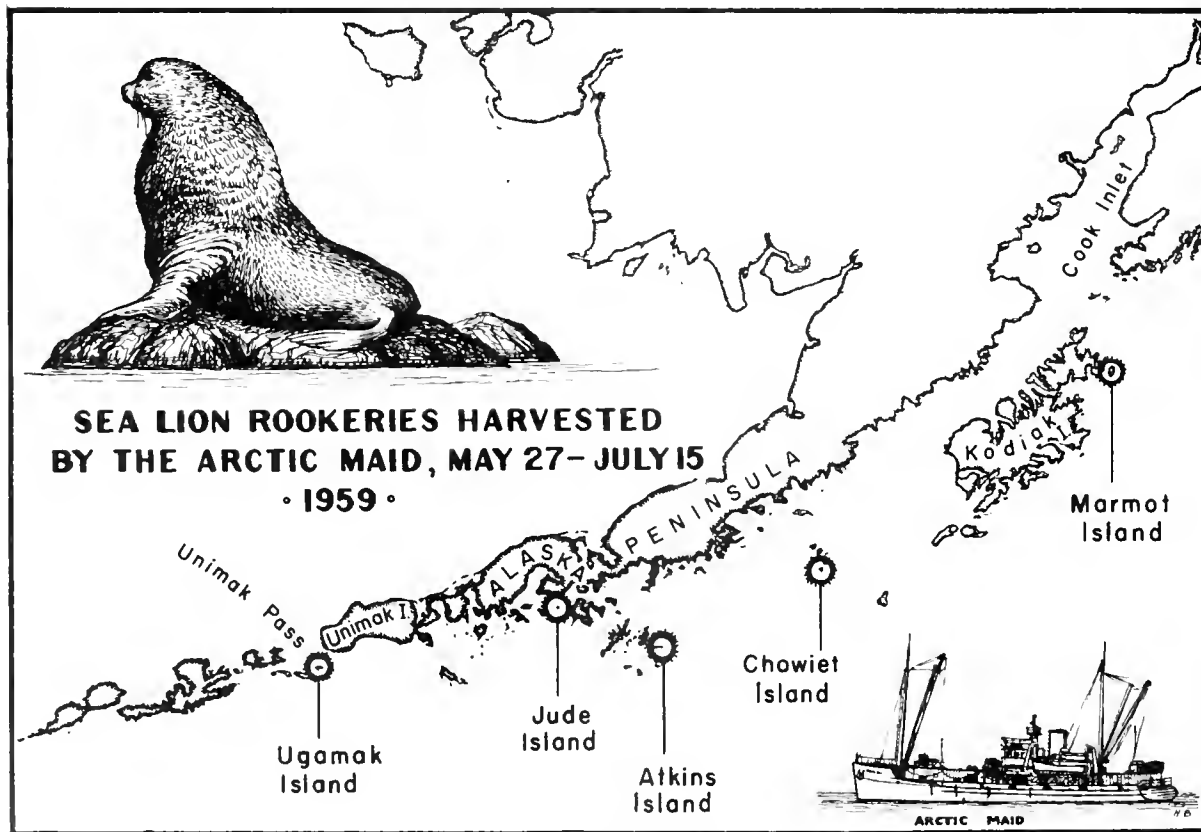 SEA LION ROOKERIES HARVESTED
BY THE ARCTIC MAID, MAY 27–JULY 15
• 1959 •
Cook Inlet
Kodiak I.
Marmot
Island
ALASKA PENINSULA
Unimak Pass
Unimak I.
Chowiet
Island
Jude
Island
Ugamak
Island
Atkins
Island
ARCTIC MAID
HB